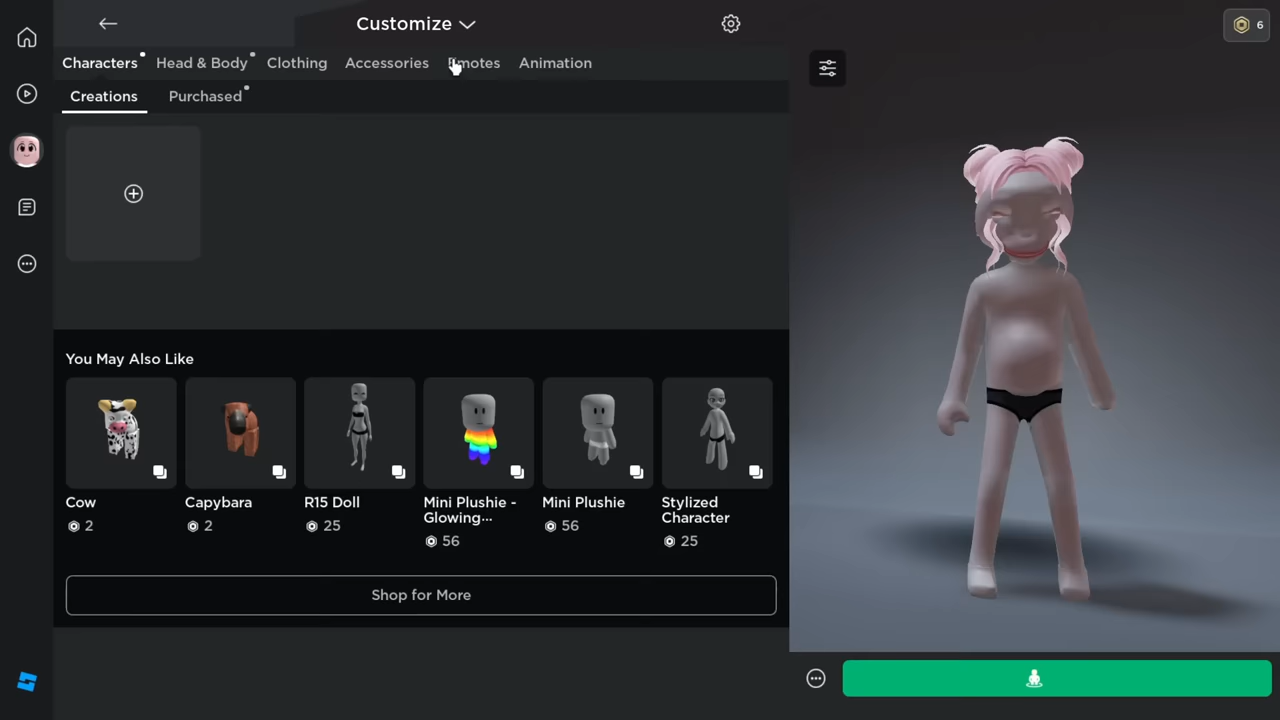 Customize
6
Characters Head & Body Clothing Accessories Emotes Animation
Creations Purchased
You May Also Like
Cow
2
Capybara
2
R15 Doll
25
Mini Plushie -
Glowing...
56
Mini Plushie
56
Stylized
Character
25
Shop for More